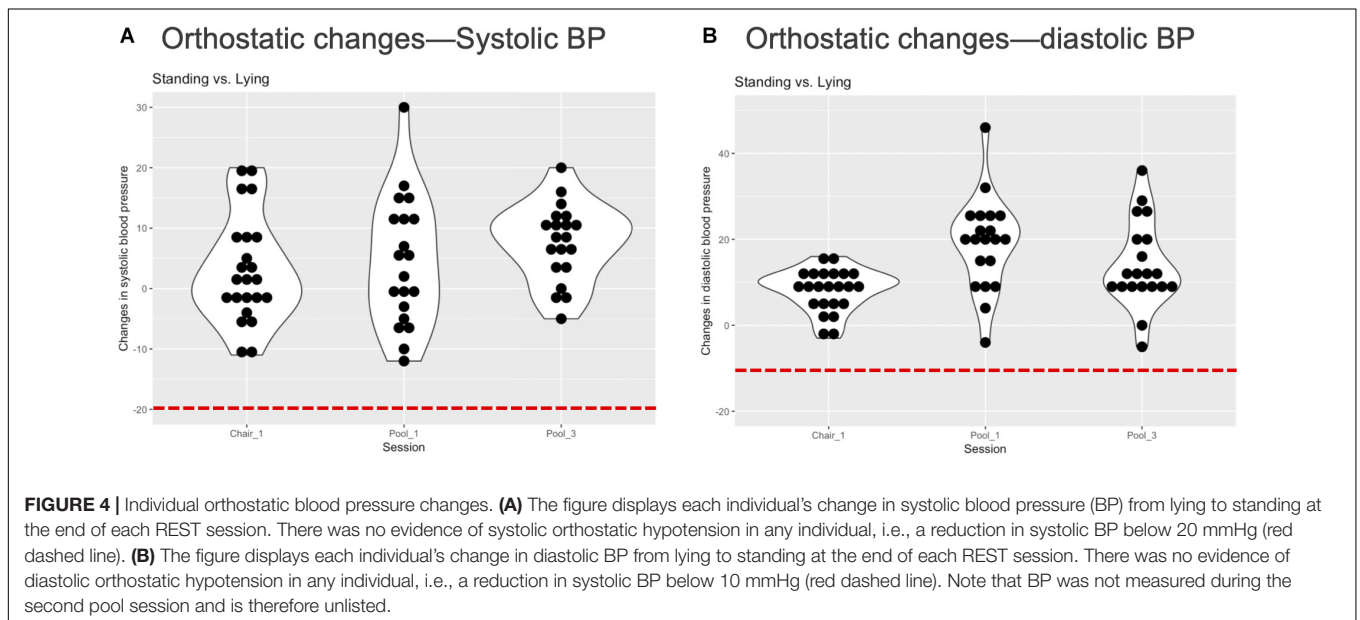 A Orthostatic changes—Systolic BP
Standing vs. Lying
Changes in systolic blood pressure
30
20
10
0
-10
-20
Chair_1 Pool_1 Pool_3
Session
B Orthostatic changes—diastolic BP
Standing vs. Lying
Changes in diastolic blood pressure
40
20
0
-20
Chair_1 Pool_1 Pool_3
Session
FIGURE 4 | Individual orthostatic blood pressure changes. (A) The figure displays each individual's change in systolic blood pressure (BP) from lying to standing at
the end of each REST session. There was no evidence of systolic orthostatic hypotension in any individual, i.e., a reduction in systolic BP below 20 mmHg (red
dashed line). (B) The figure displays each individual's change in diastolic BP from lying to standing at the end of each REST session. There was no evidence of
diastolic orthostatic hypotension in any individual, i.e., a reduction in systolic BP below 10 mmHg (red dashed line). Note that BP was not measured during the
second pool session and is therefore unlisted.